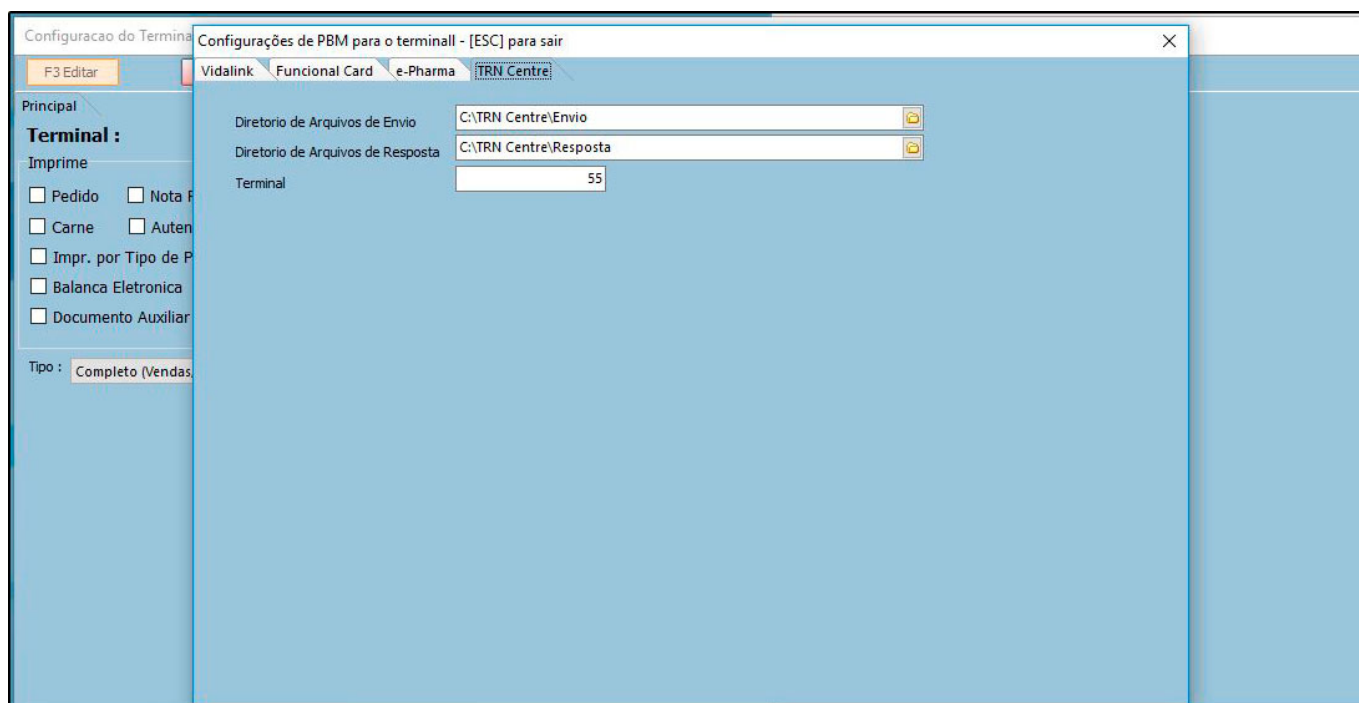 Configuracao do Termina
F3 Editar
Principal
Terminal :
Imprime
Pedido
Nota F
Carne
Auten
Impr. por Tipo de P
Balanca Eletronica
Documento Auxiliar
Tipo :
Completo (Vendas,
Configurações de PBM para o terminall - [ESC] para sair
Vidalink Funcional Card e-Pharma TRN Centre
Diretorio de Arquivos de Envio C:\TRN Centre\Envio
Diretorio de Arquivos de Resposta C:\TRN Centre\Resposta
Terminal 55